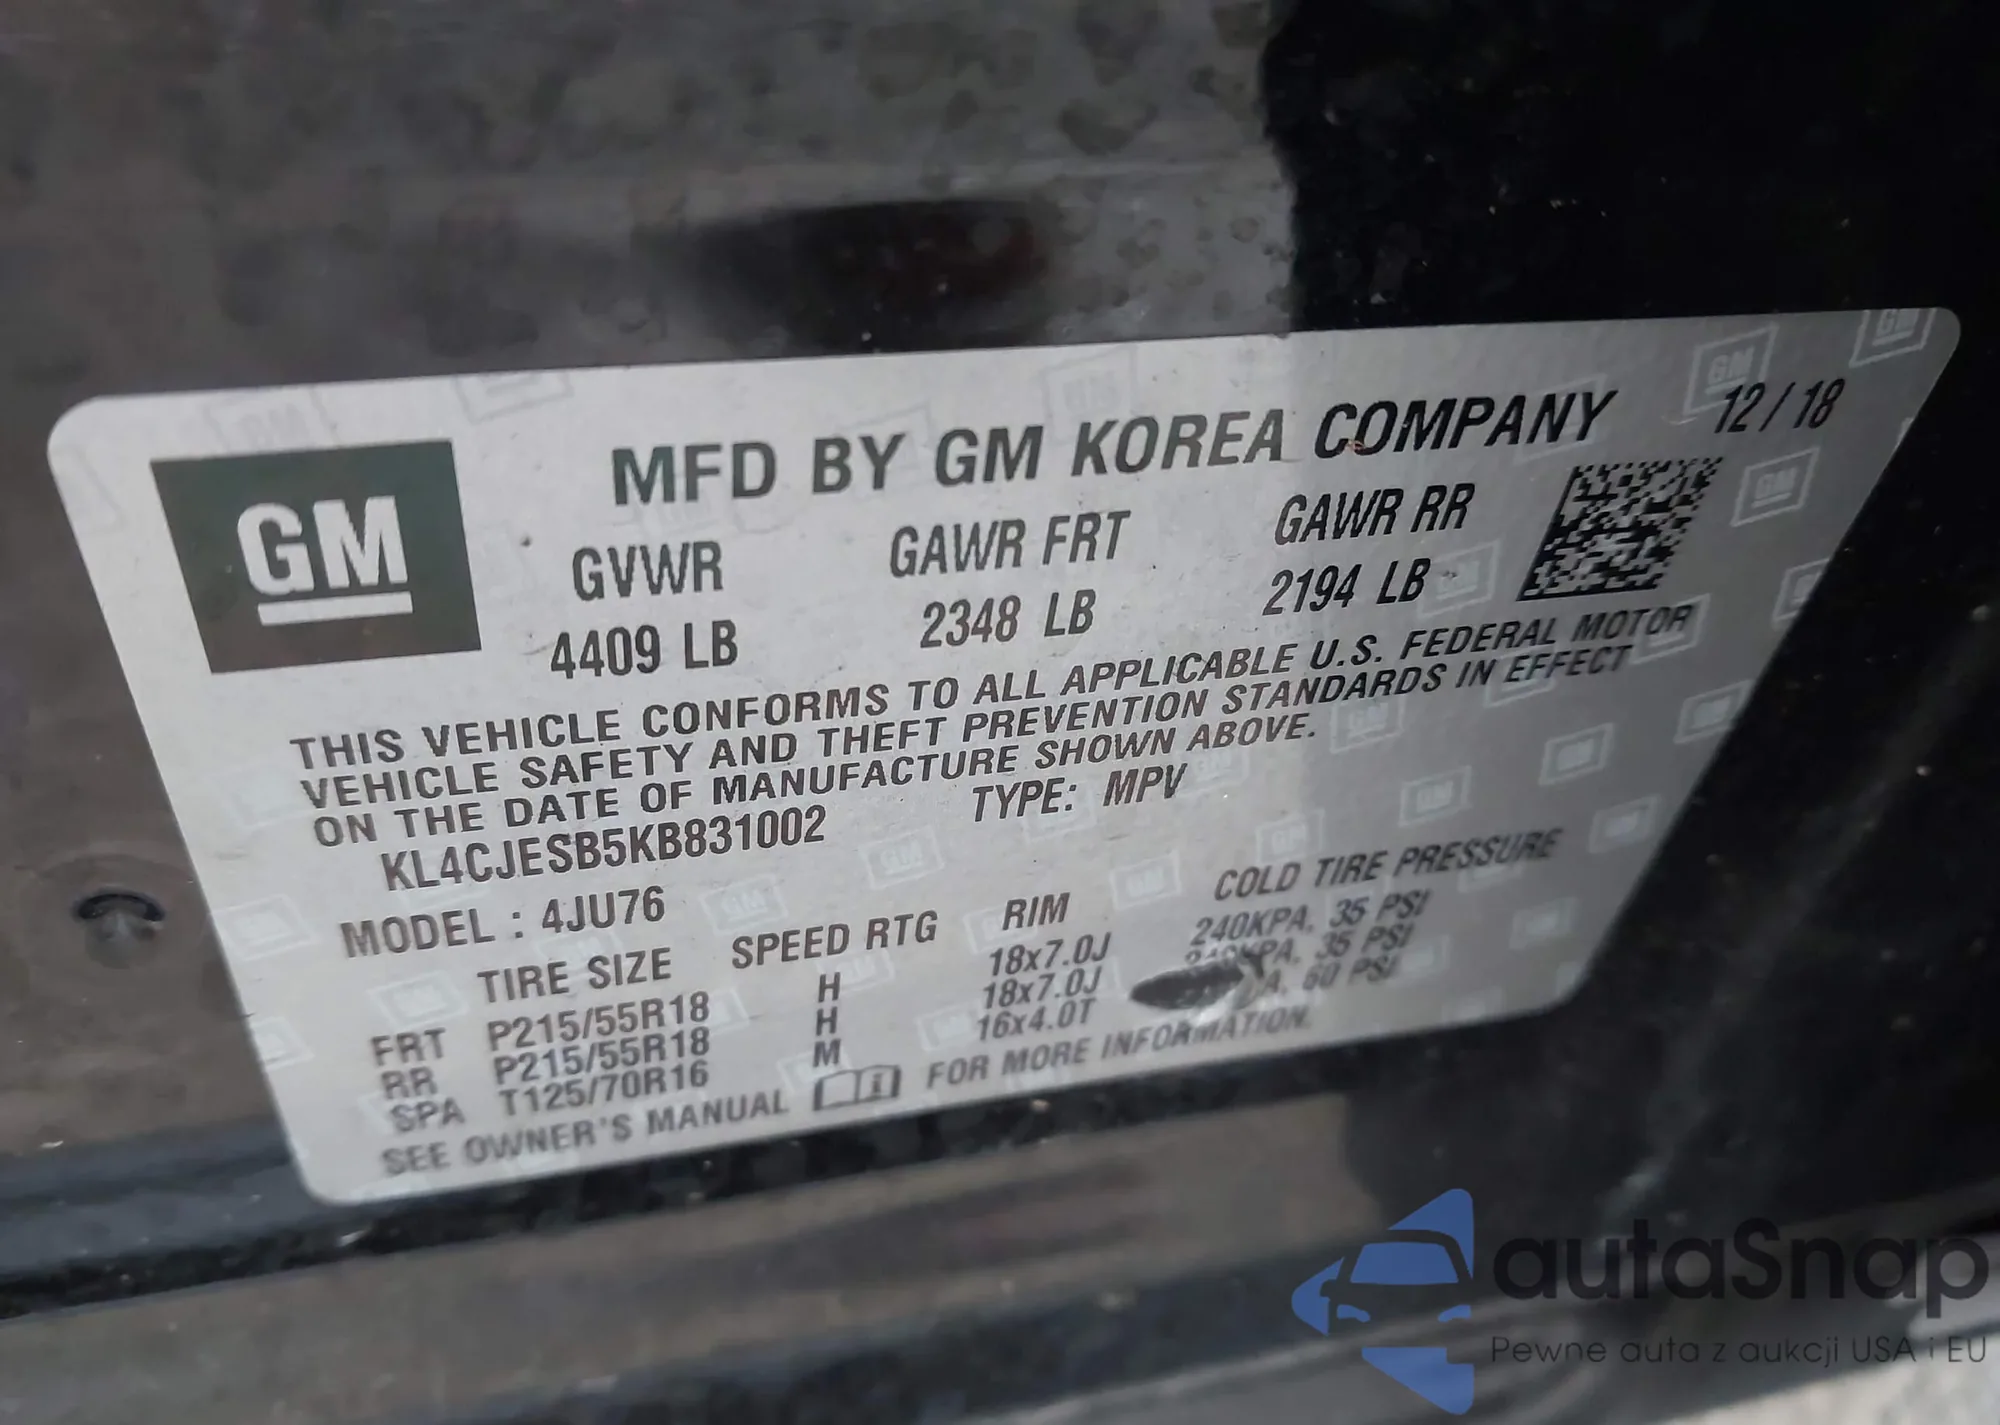 GM
MFD BY GM KOREA COMPANY 12/18
GVWR GAWR FRT GAWR RR
4409 LB 2348 LB 2194 LB
THIS VEHICLE CONFORMS TO ALL APPLICABLE U.S. FEDERAL MOTOR
VEHICLE SAFETY AND THEFT PREVENTION STANDARDS IN EFFECT
ON THE DATE OF MANUFACTURE SHOWN ABOVE.
KL4CJESB5KB831002 TYPE: MPV
MODEL : 4JU76
TIRE SIZE SPEED RTG RIM COLD TIRE PRESSURE
FRT P215/55R18 H 18x7.0J 240KPA, 35 PSI
RR P215/55R18 H 18x7.0J 35 PSI
SPA T125/70R16 M 16x4.0T 60 PSI
SEE OWNER'S MANUAL FOR MORE INFORMATION.
autaSnap
Pewne auta z aukcji USA i EU